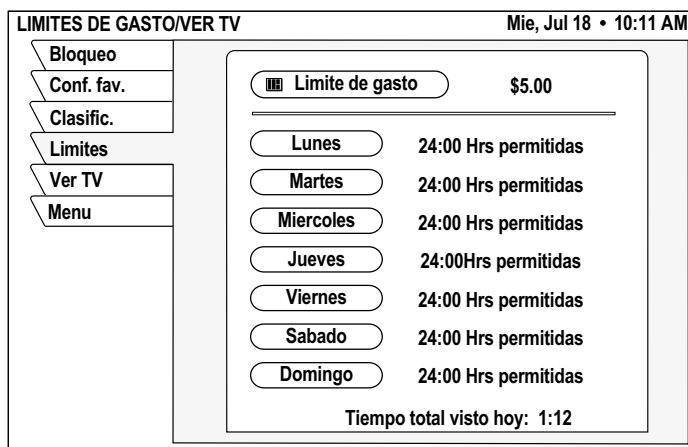 LIMITES DE GASTO/VER TV Mie, Jul 18 • 10:11 AM
Bloqueo
Conf. fav.
Clasific.
Limites
Ver TV
Menu
Limite de gasto $5.00
Lunes 24:00 Hrs permitidas
Martes 24:00 Hrs permitidas
Miercoles 24:00 Hrs permitidas
Jueves 24:00Hrs permitidas
Viernes 24:00 Hrs permitidas
Sabado 24:00 Hrs permitidas
Domingo 24:00 Hrs permitidas
Tiempo total visto hoy: 1:12